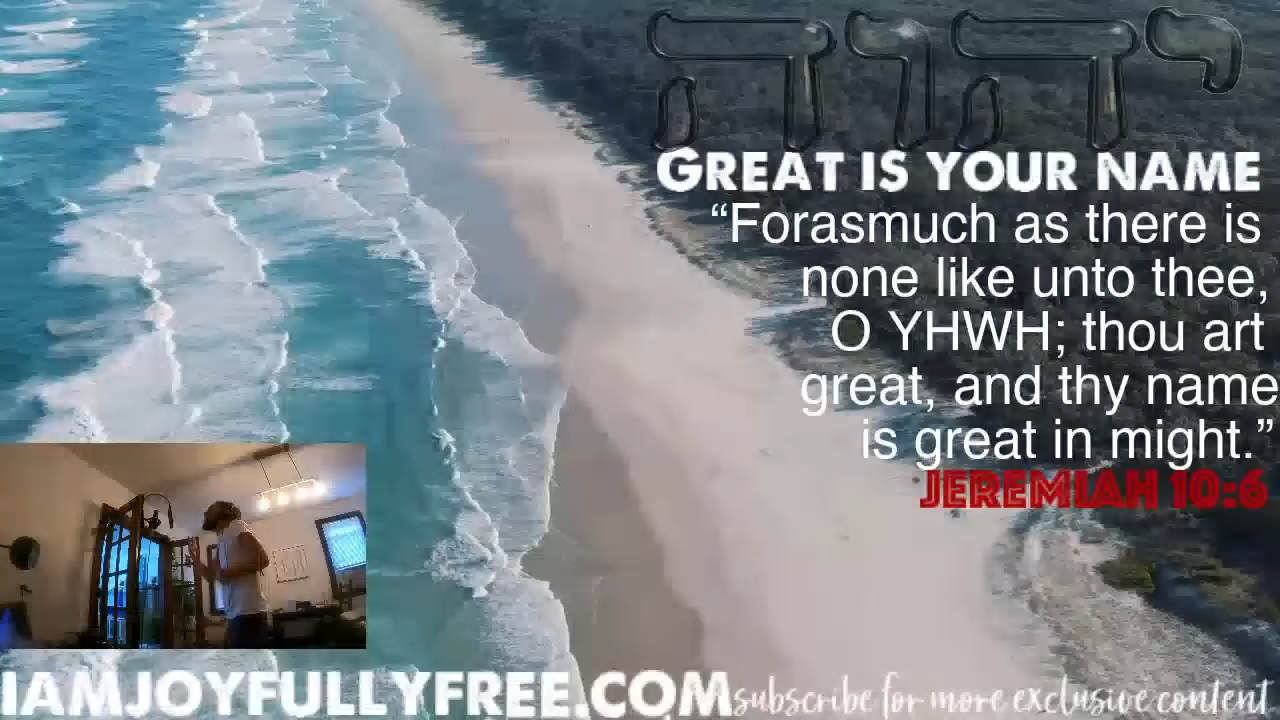 יהוה
GREAT IS YOUR NAME
“Forasmuch as there is
none like unto thee,
O YHWH; thou art
great, and thy name
is great in might.”
JEREMIAH 10:6
IAMJOYFULLYFREE.COM subscribe for more exclusive content